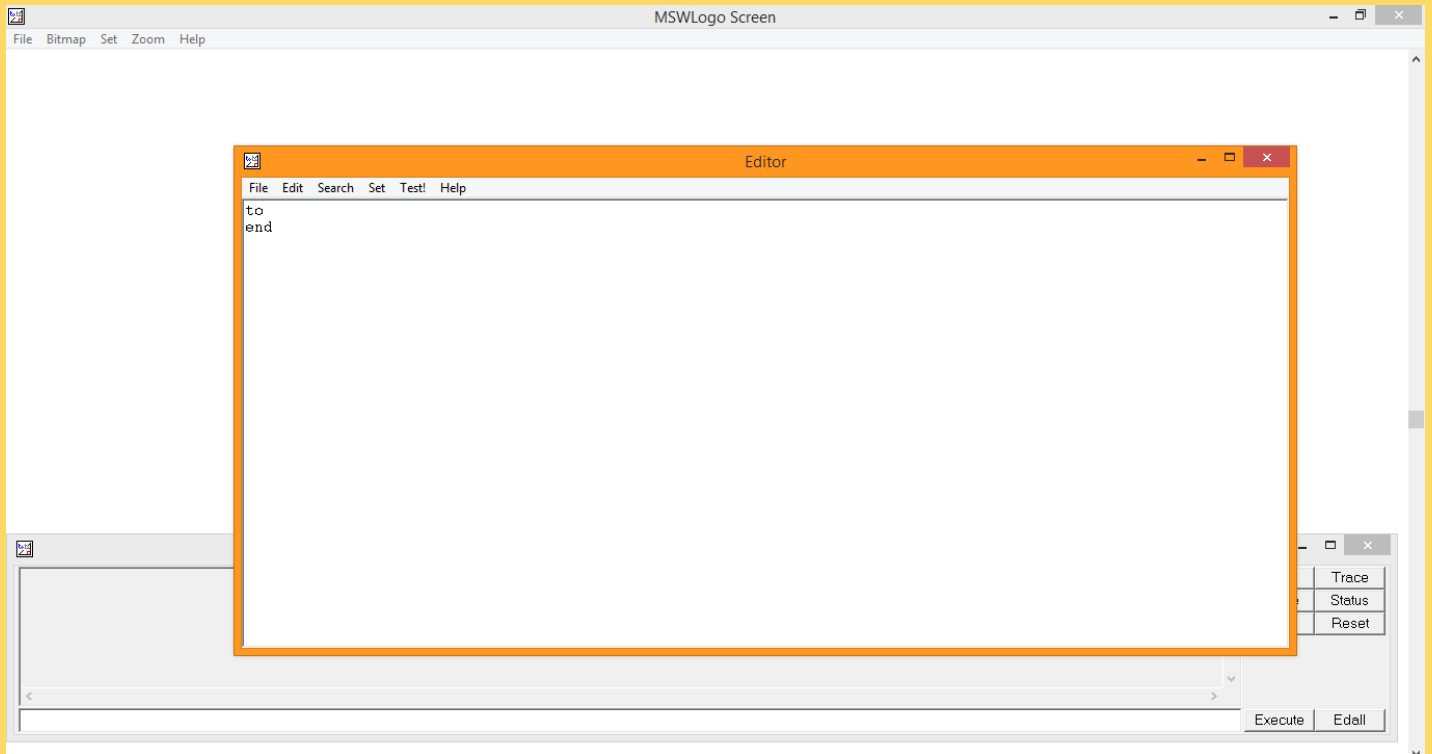 MSWLogo Screen
File Bitmap Set Zoom Help
Editor
File Edit Search Set Test! Help
to
end
Trace
Status
Reset
Execute Edall